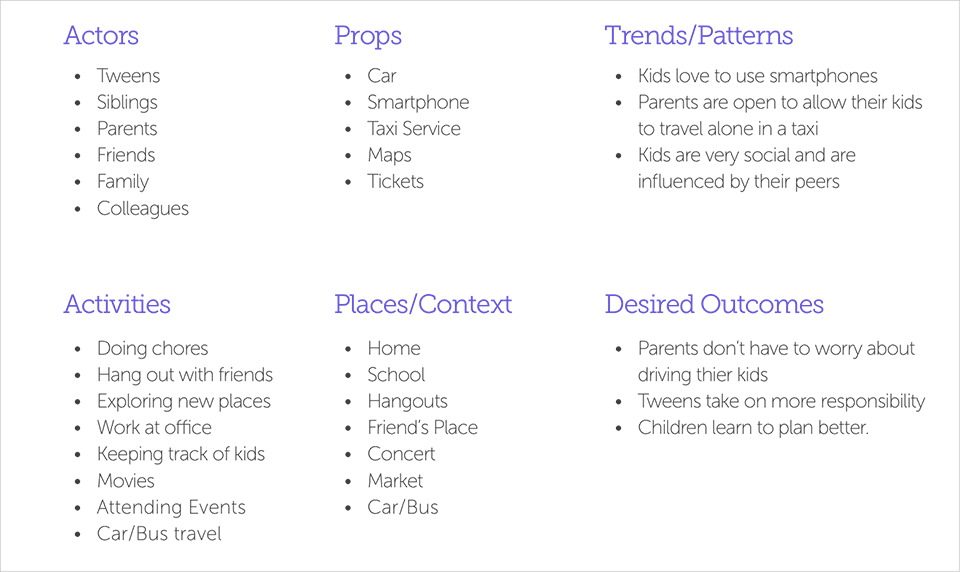 Actors
• Tweens
• Siblings
• Parents
• Friends
• Family
• Colleagues
Props
• Car
• Smartphone
• Taxi Service
• Maps
• Tickets
Trends/Patterns
• Kids love to use smartphones
• Parents are open to allow their kids
to travel alone in a taxi
• Kids are very social and are
influenced by their peers
Activities
• Doing chores
• Hang out with friends
• Exploring new places
• Work at office
• Keeping track of kids
• Movies
• Attending Events
• Car/Bus travel
Places/Context
• Home
• School
• Hangouts
• Friend's Place
• Concert
• Market
• Car/Bus
Desired Outcomes
• Parents don't have to worry about
driving thier kids
• Tweens take on more responsibility
• Children learn to plan better.